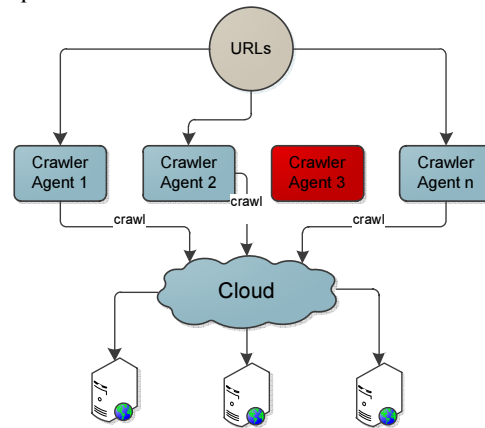 URLs
Crawler
Agent 1
Crawler
Agent 2
Crawler
Agent 3
Crawler
Agent n
crawl
crawl
crawl
Cloud